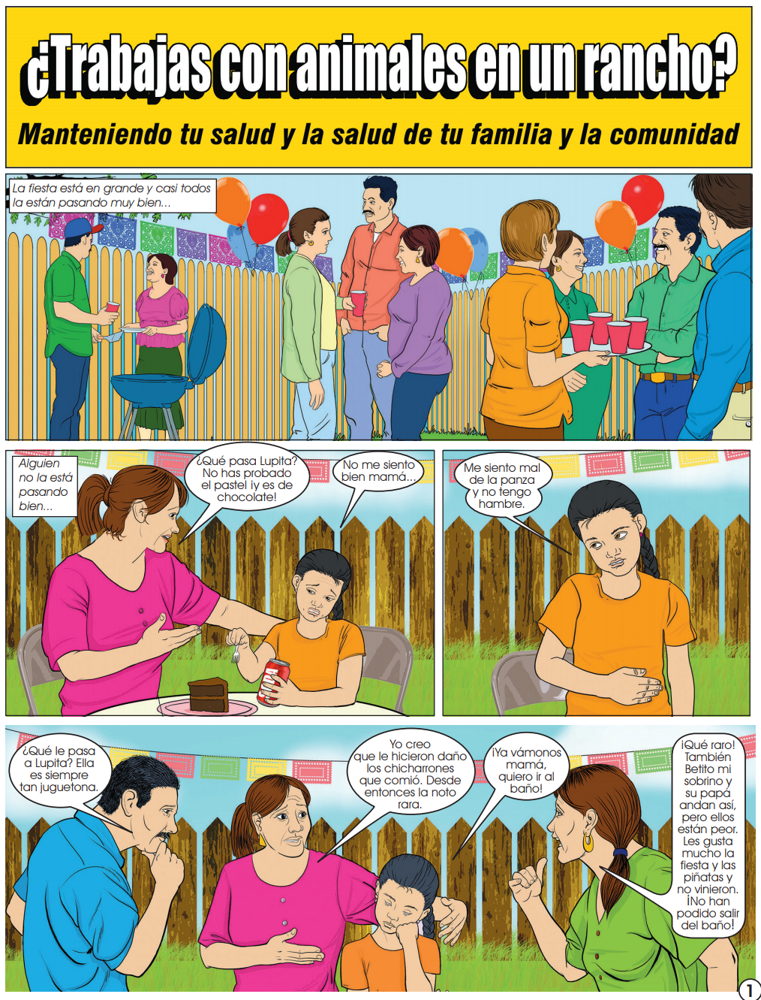 ¿Trabajas con animales en un rancho?
Manteniendo tu salud y la salud de tu familia y la comunidad
La fiesta está en grande y casi todos
la están pasando muy bien...
Alguien
no la está
pasando
bien...
¿Qué pasa Lupita?
No has probado
el pastel ¡y es de
chocolate!
No me siento
bien mamá...
Me siento mal
de la panza
y no tengo
hambre.
¿Qué le pasa
a Lupita? Ella
es siempre
tan juguetona.
Yo creo
que le hicieron daño
los chicharrones
que comió. Desde
entonces la noto
rara.
¡Ya vámonos
mamá,
quiero ir al
baño!
¡Qué raro!
También
Betito mi
sobrino y
su papá
andan así,
pero ellos
están peor.
Les gusta
mucho la
fiesta y las
piñatas y
no vinieron.
¡No han
podido salir
del baño!
1